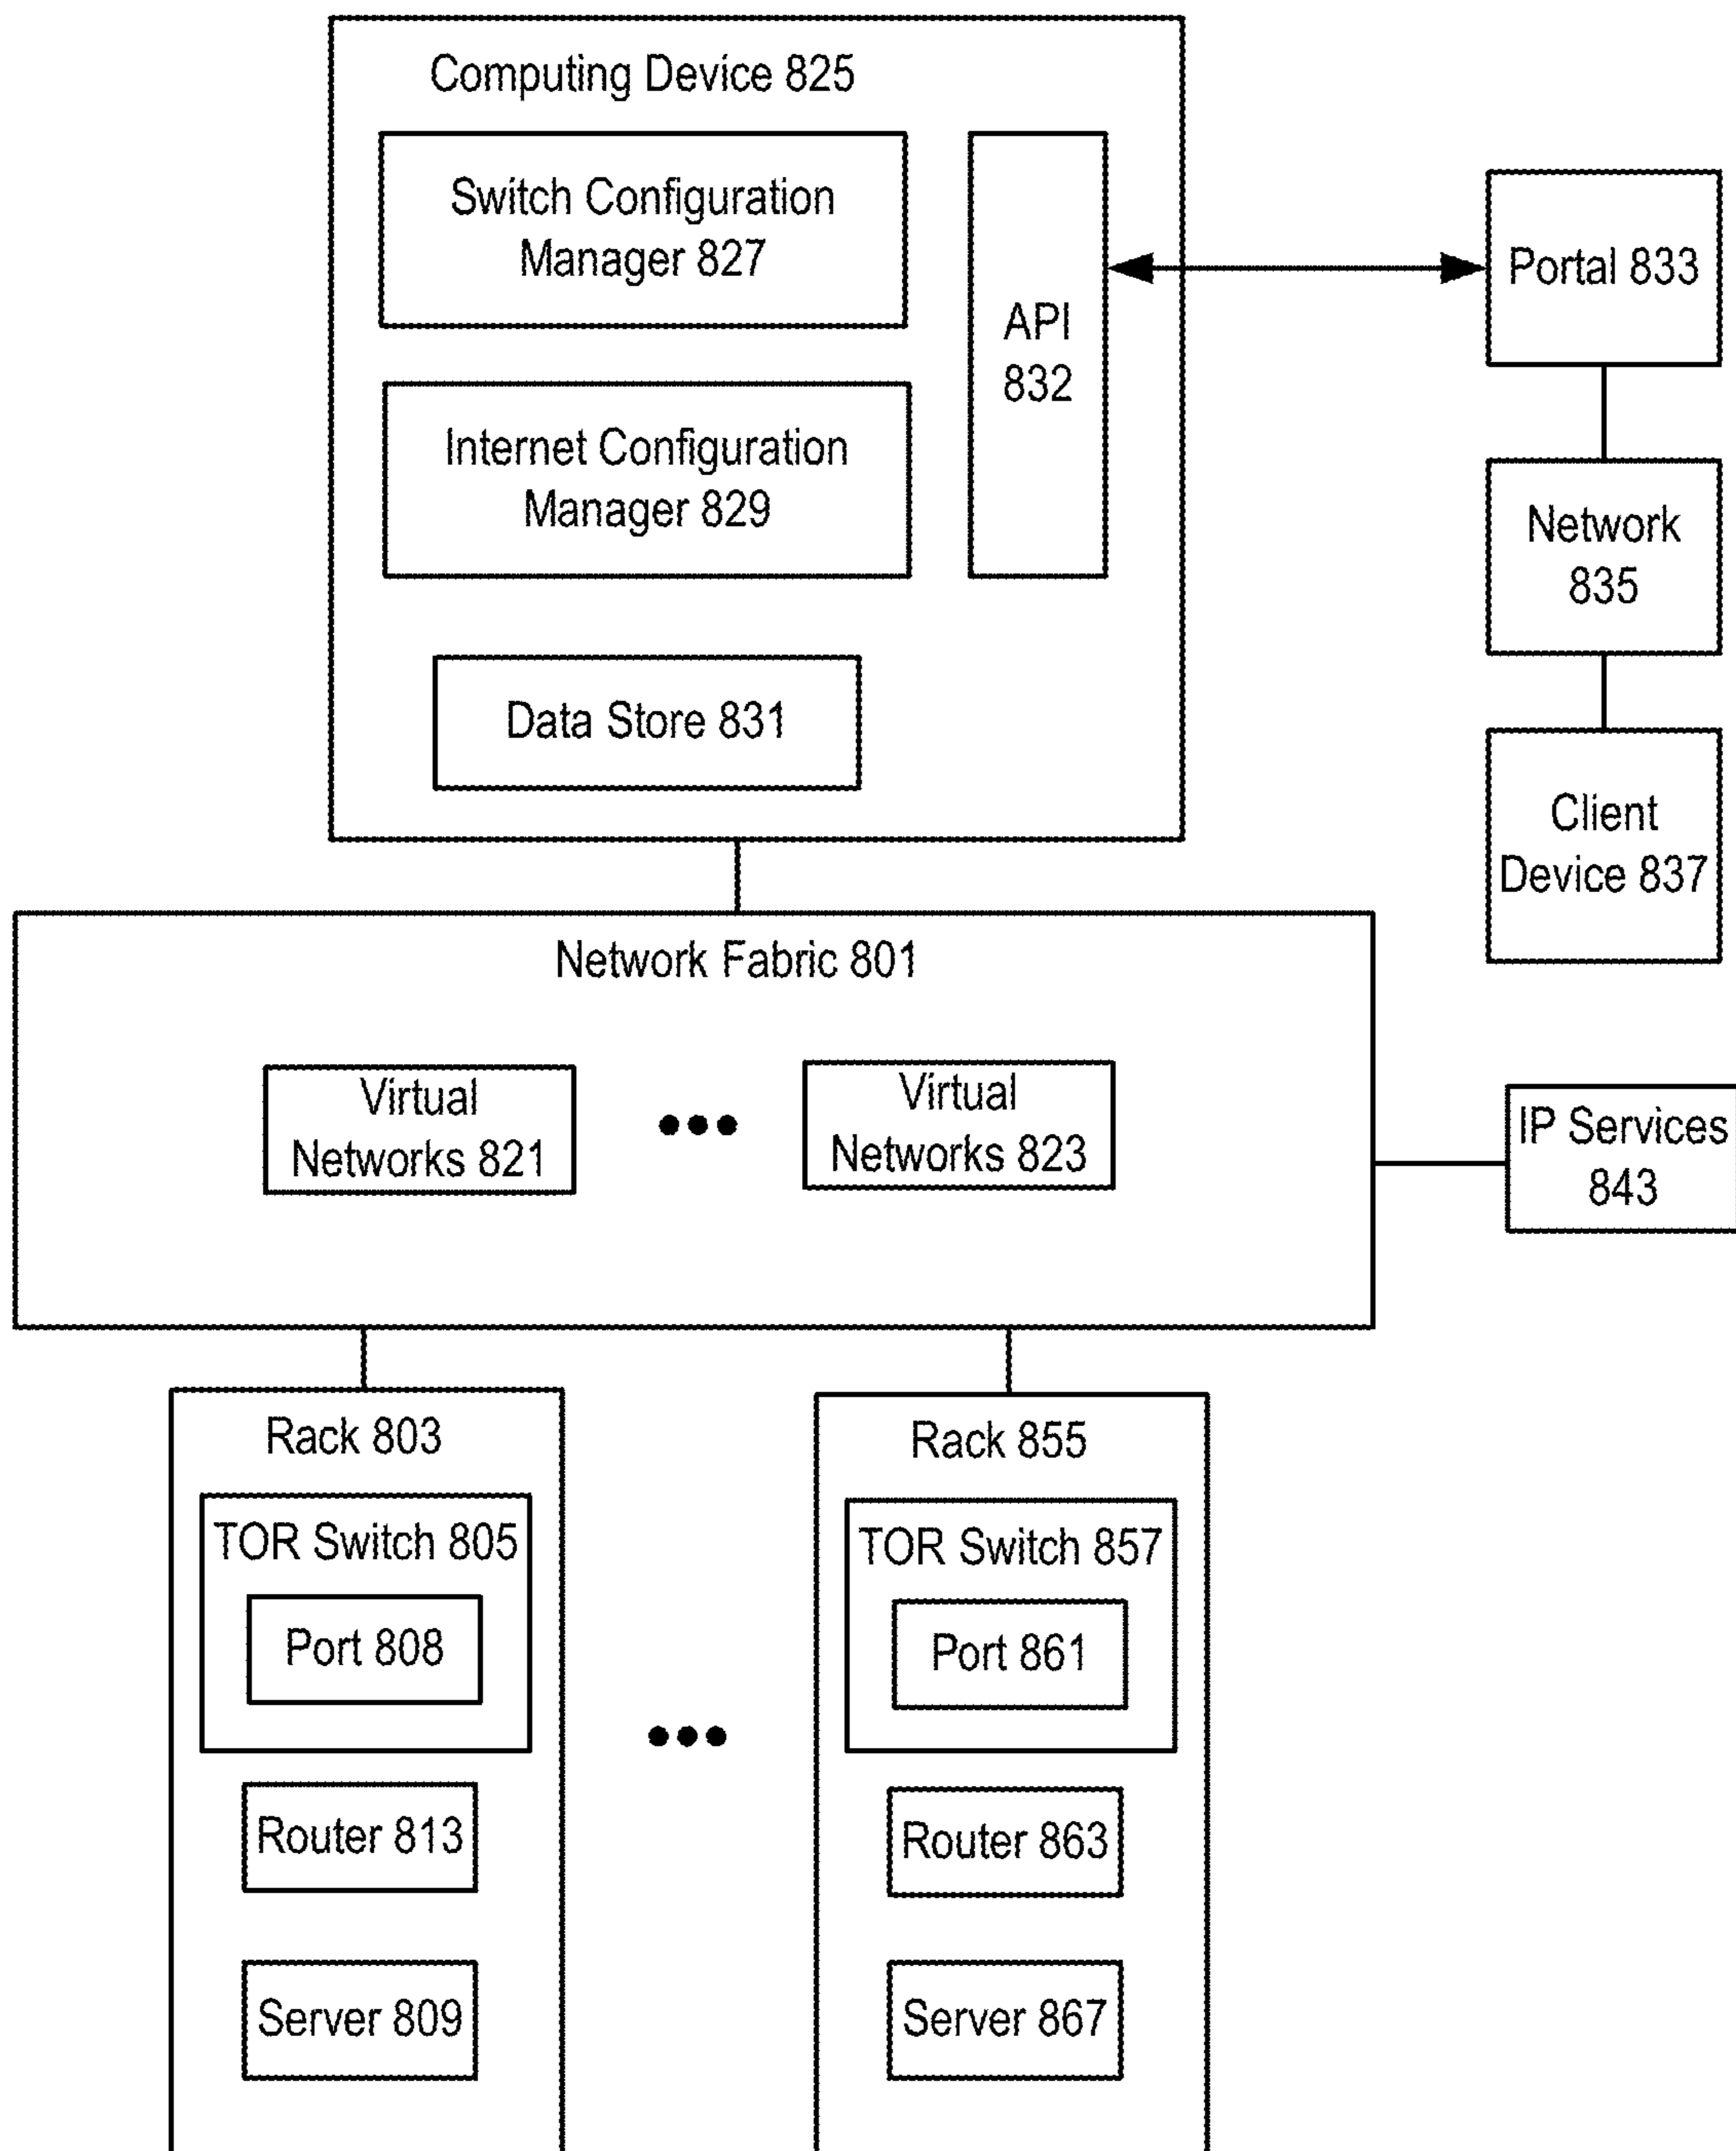 Computing Device 825
Switch Configuration
Manager 827
API
832
Internet Configuration
Manager 829
Data Store 831
Portal 833
Network
835
Client
Device 837
Network Fabric 801
Virtual
Networks 821
Virtual
Networks 823
IP Services
843
Rack 803
TOR Switch 805
Port 808
Router 813
Server 809
Rack 855
TOR Switch 857
Port 861
Router 863
Server 867